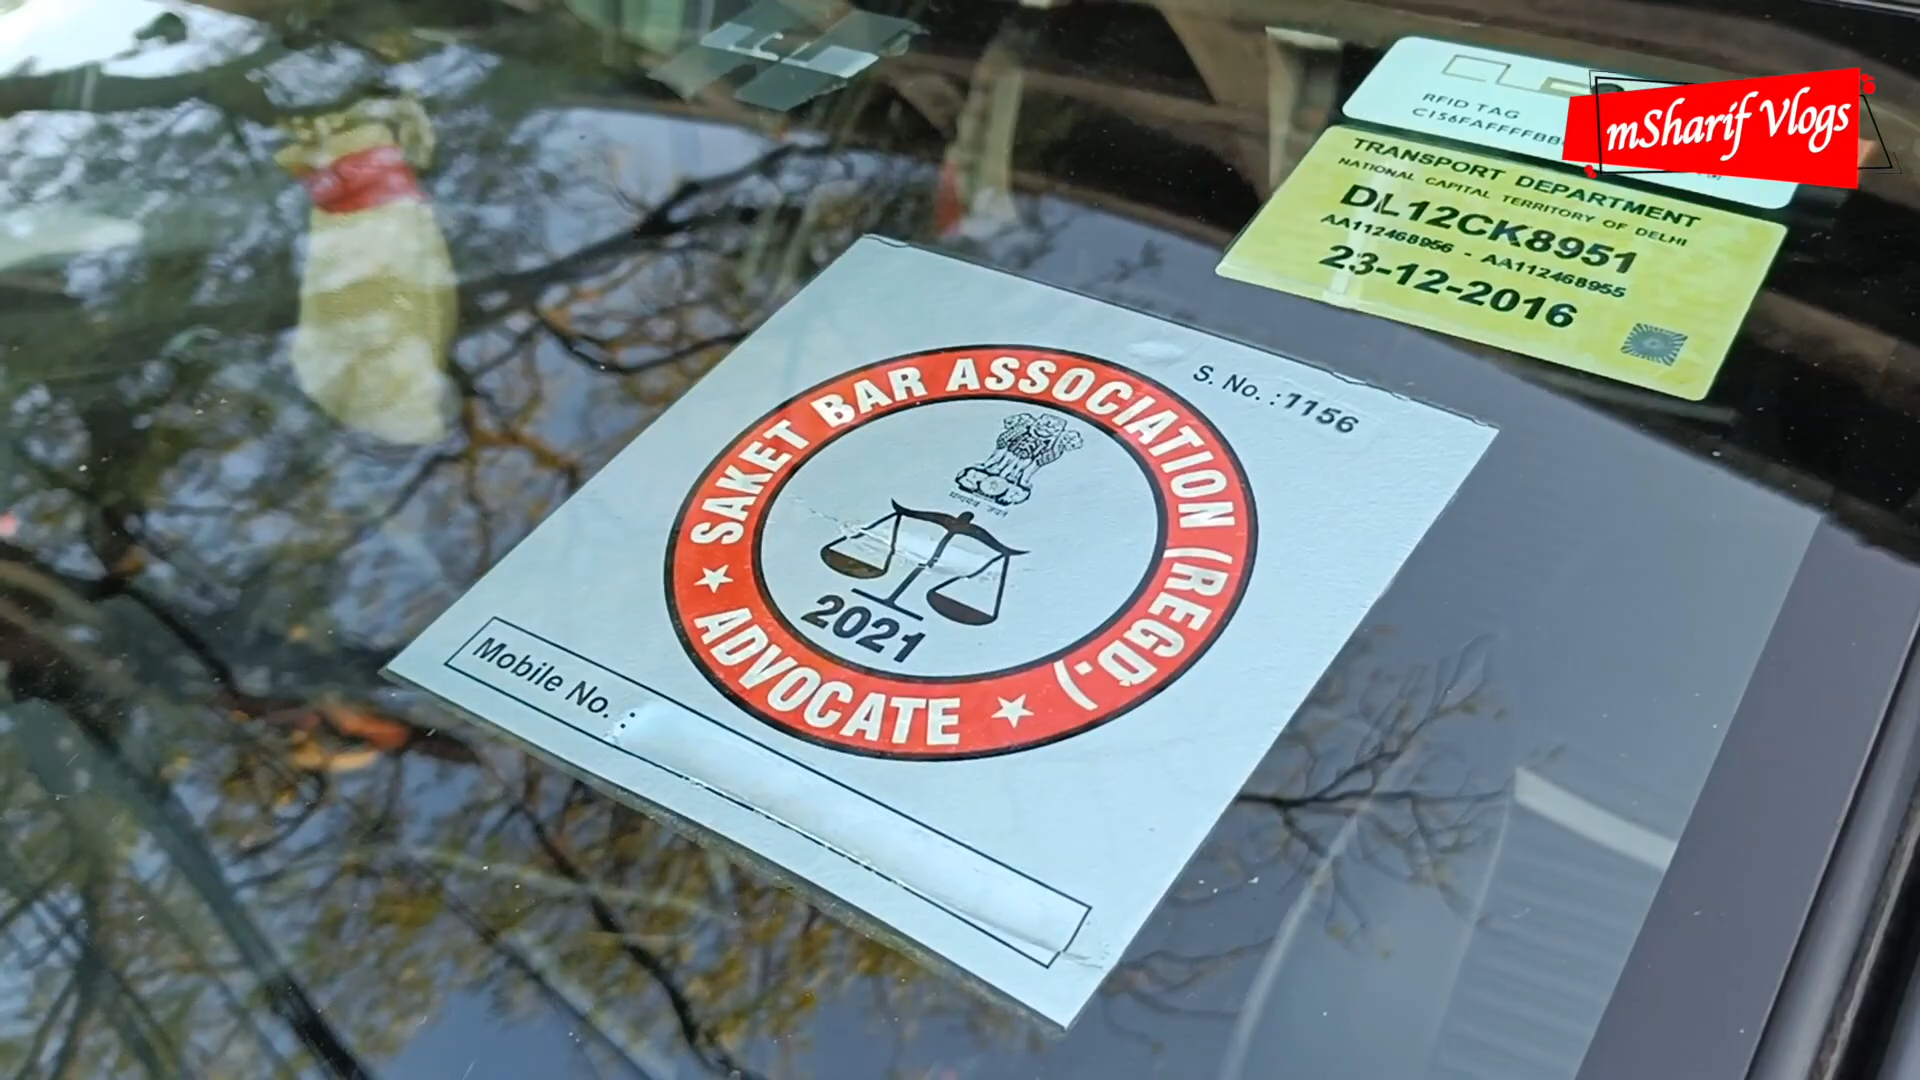 RFID TAG
TRANSPORT DEPARTMENT
NATIONAL CAPITAL TERRITORY OF DELHI
DL12CK8951
AA112468956 - AA112468955
23-12-2016
mSharif Vlogs
S. No. :1156
SAKET BAR ASSOCIATION (REGD.)
2021
★ ADVOCATE ★
Mobile No. :